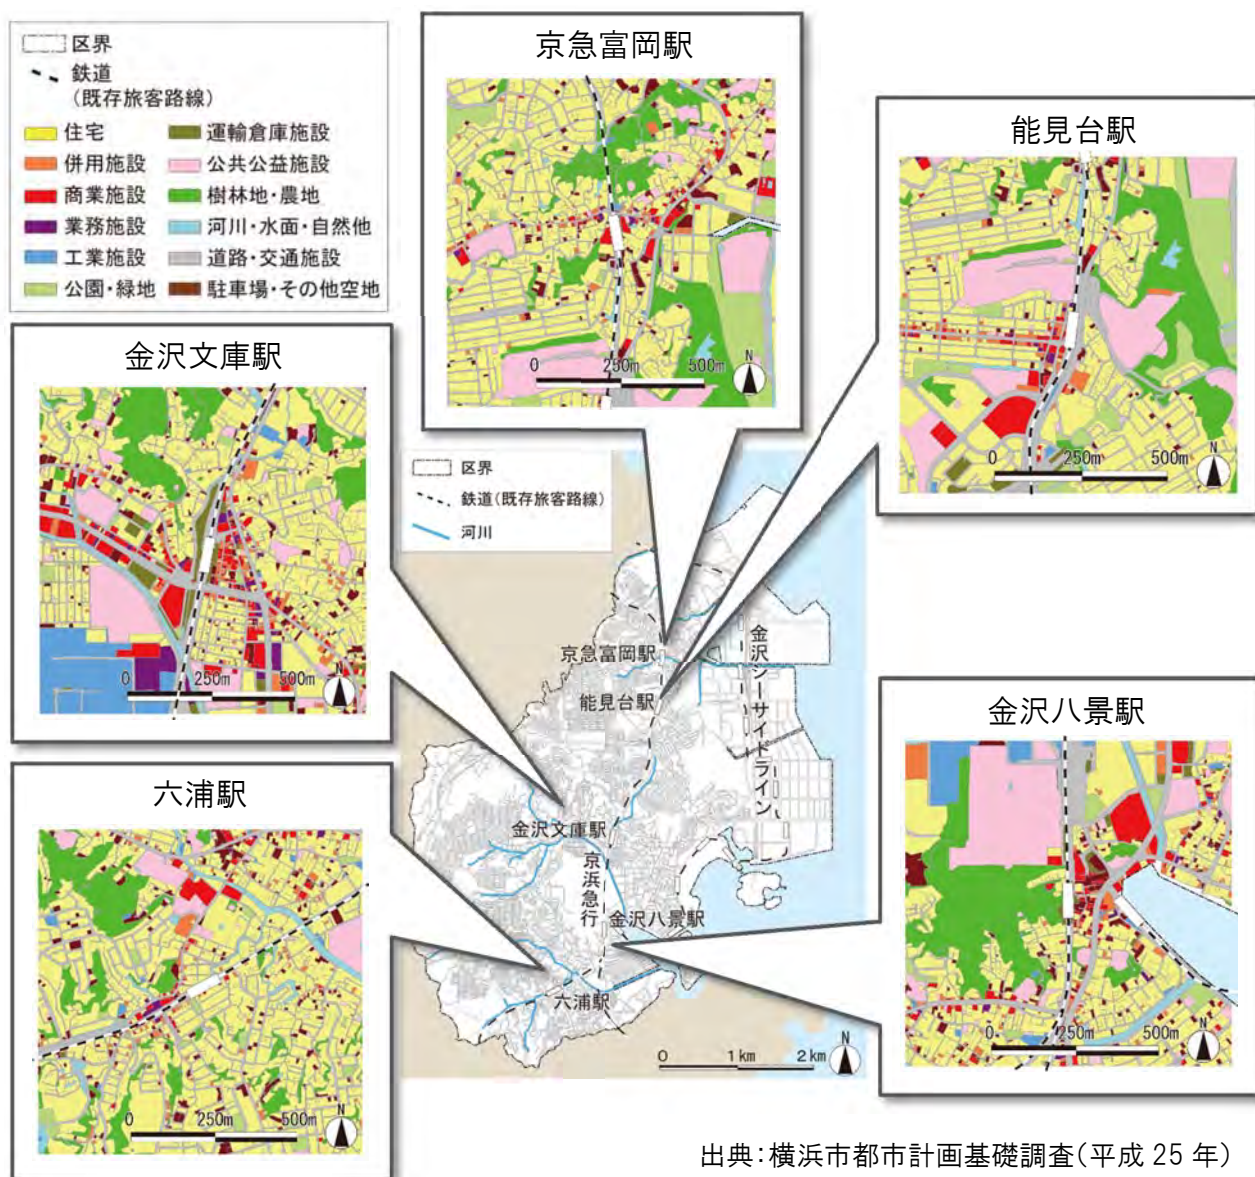 区界
鉄道
(既存旅客路線)
住宅
運輸倉庫施設
併用施設
公共公益施設
商業施設
樹林地・農地
業務施設
河川・水面・自然他
工業施設
道路・交通施設
公園・緑地
駐車場・その他空地
京急富岡駅
0 250m 500m
N
能見台駅
0 250m 500m
N
金沢文庫駅
0 250m 500m
N
区界
鉄道(既存旅客路線)
河川
京急富岡駅
能見台駅
金沢シーサイドライン
金沢文庫駅
京浜急行
金沢八景駅
六浦駅
0 1km 2km
N
金沢八景駅
0 250m 500m
N
六浦駅
0 250m 500m
N
出典:横浜市都市計画基礎調査(平成 25 年)